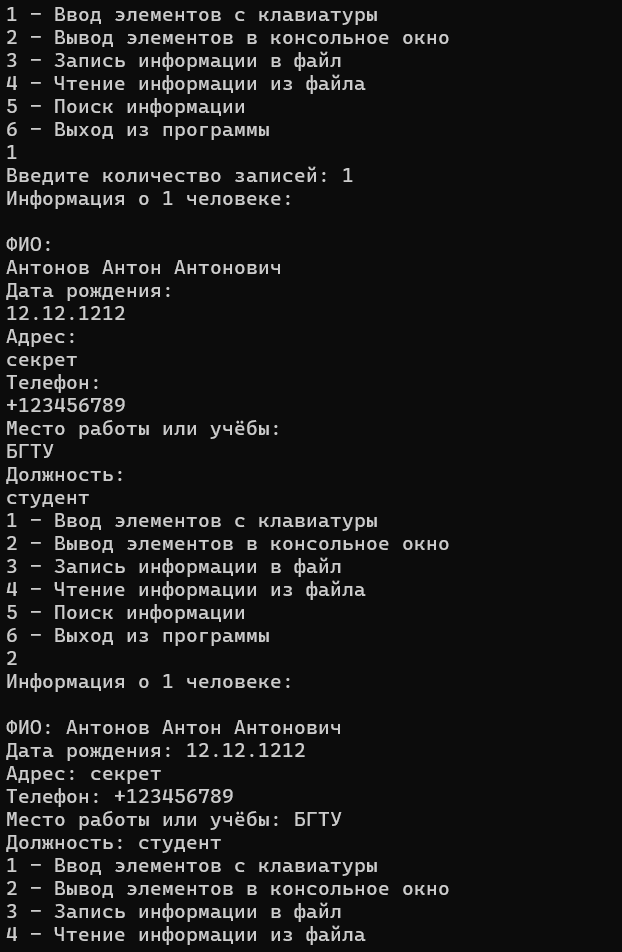 1 – Ввод элементов с клавиатуры
2 – Вывод элементов в консольное окно
3 – Запись информации в файл
4 – Чтение информации из файла
5 – Поиск информации
6 – Выход из программы
1
Введите количество записей: 1
Информация о 1 человеке:
ФИО:
Антонов Антон Антонович
Дата рождения:
12.12.1212
Адрес:
секрет
Телефон:
+123456789
Место работы или учёбы:
БГТУ
Должность:
студент
1 – Ввод элементов с клавиатуры
2 – Вывод элементов в консольное окно
3 – Запись информации в файл
4 – Чтение информации из файла
5 – Поиск информации
6 – Выход из программы
2
Информация о 1 человеке:
ФИО: Антонов Антон Антонович
Дата рождения: 12.12.1212
Адрес: секрет
Телефон: +123456789
Место работы или учёбы: БГТУ
Должность: студент
1 – Ввод элементов с клавиатуры
2 – Вывод элементов в консольное окно
3 – Запись информации в файл
4 – Чтение информации из файла